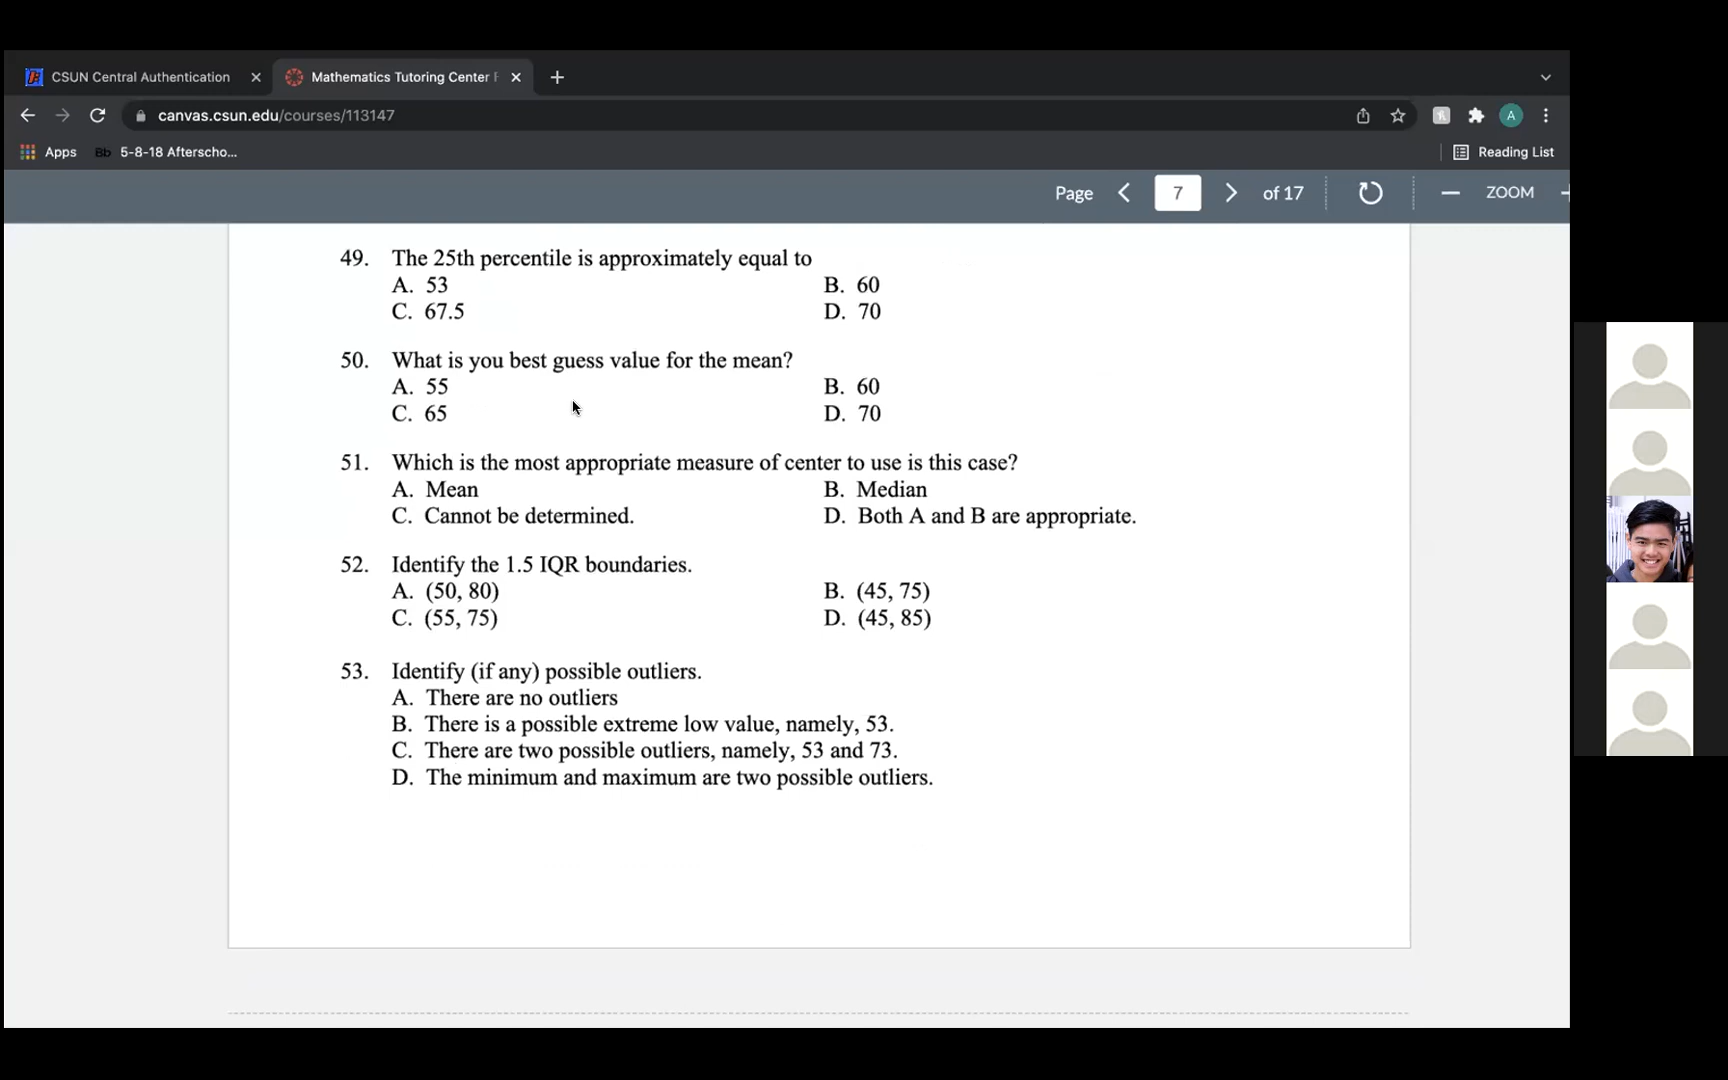 CSUN Central Authentication
Mathematics Tutoring Center F
canvas.csun.edu/courses/113147
A
Apps
Bb 5-8-18 Afterscho...
Reading List
Page 7 of 17 ZOOM
49. The 25th percentile is approximately equal to
A. 53 B. 60
C. 67.5 D. 70
50. What is you best guess value for the mean?
A. 55 B. 60
C. 65 D. 70
51. Which is the most appropriate measure of center to use is this case?
A. Mean B. Median
C. Cannot be determined. D. Both A and B are appropriate.
52. Identify the 1.5 IQR boundaries.
A. (50, 80) B. (45, 75)
C. (55, 75) D. (45, 85)
53. Identify (if any) possible outliers.
A. There are no outliers
B. There is a possible extreme low value, namely, 53.
C. There are two possible outliers, namely, 53 and 73.
D. The minimum and maximum are two possible outliers.